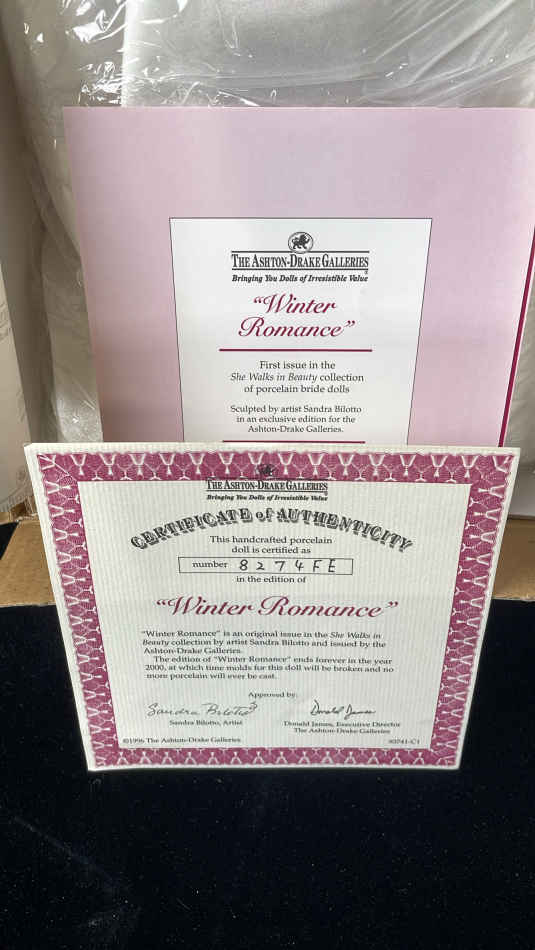 THE ASHTON-DRAKE GALLERIES
Bringing You Dolls of Irresistible Value
"Winter
Romance"
First issue in the
She Walks in Beauty collection
of porcelain bride dolls
Sculpted by artist Sandra Bilotto
in an exclusive edition for the
Ashton-Drake Galleries.
THE ASHTON-DRAKE GALLERIES
Bringing You Dolls of Irresistible Value
CERTIFICATE of AUTHENTICITY
This handcrafted porcelain
doll is certified as
number 8274FE
in the edition of
"Winter Romance"
"Winter Romance" is an original issue in the She Walks in
Beauty collection by artist Sandra Bilotto and issued by the
Ashton-Drake Galleries.
The edition of "Winter Romance" ends forever in the year
2000, at which time molds for this doll will be broken and no
more porcelain will ever be cast.
Approved by:
Sandra Bilotto
Donald James
Sandra Bilotto, Artist
Donald James, Executive Director
The Ashton-Drake Galleries
©1996 The Ashton-Drake Galleries
93741-C1